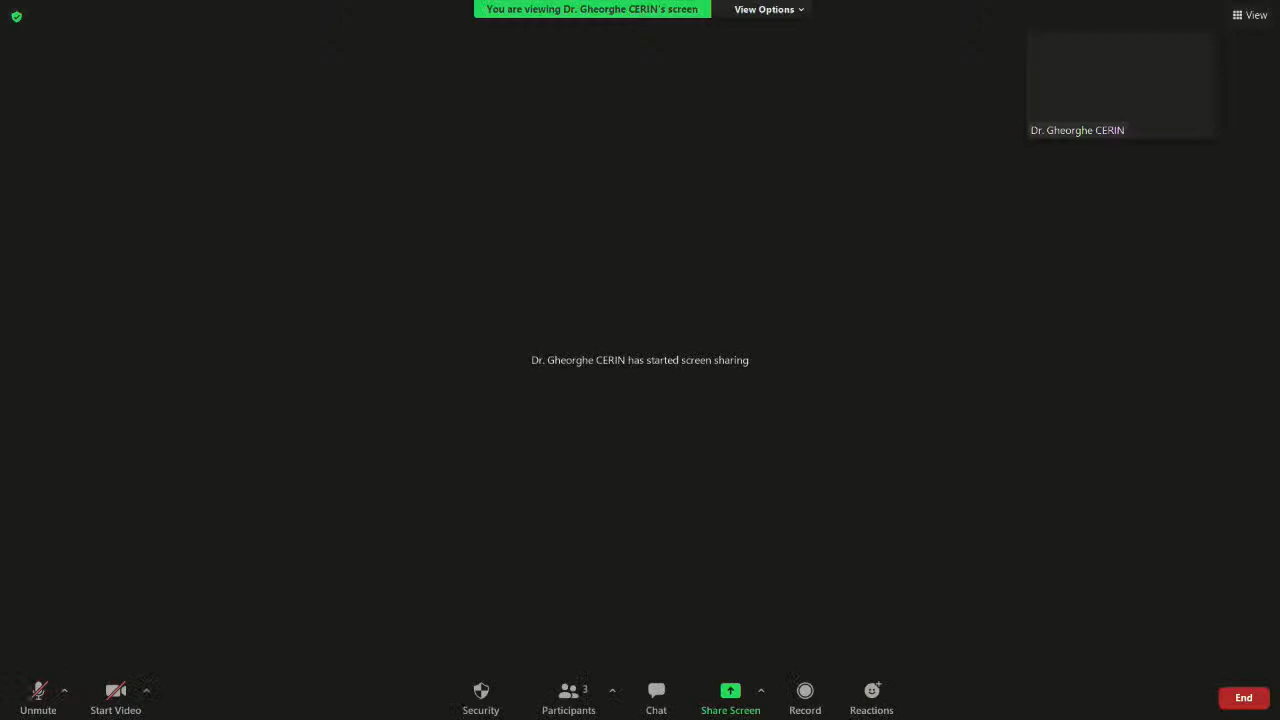 You are viewing Dr. Gheorghe CERIN's screen
View Options
View
Dr. Gheorghe CERIN
Dr. Gheorghe CERIN has started screen sharing
3
Unmute
Start Video
Security
Participants
Chat
Share Screen
Record
Reactions
End